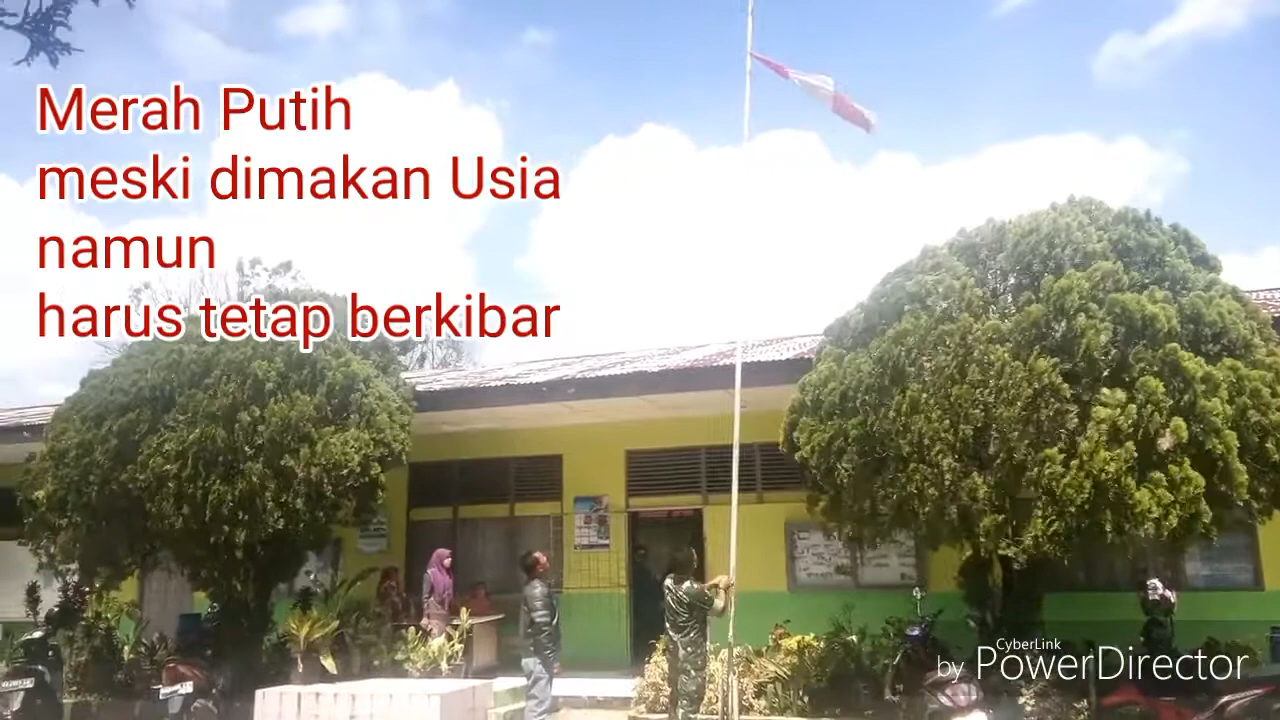 Merah Putih
meski dimakan Usia
namun
harus tetap berkibar
CyberLink
by PowerDirector